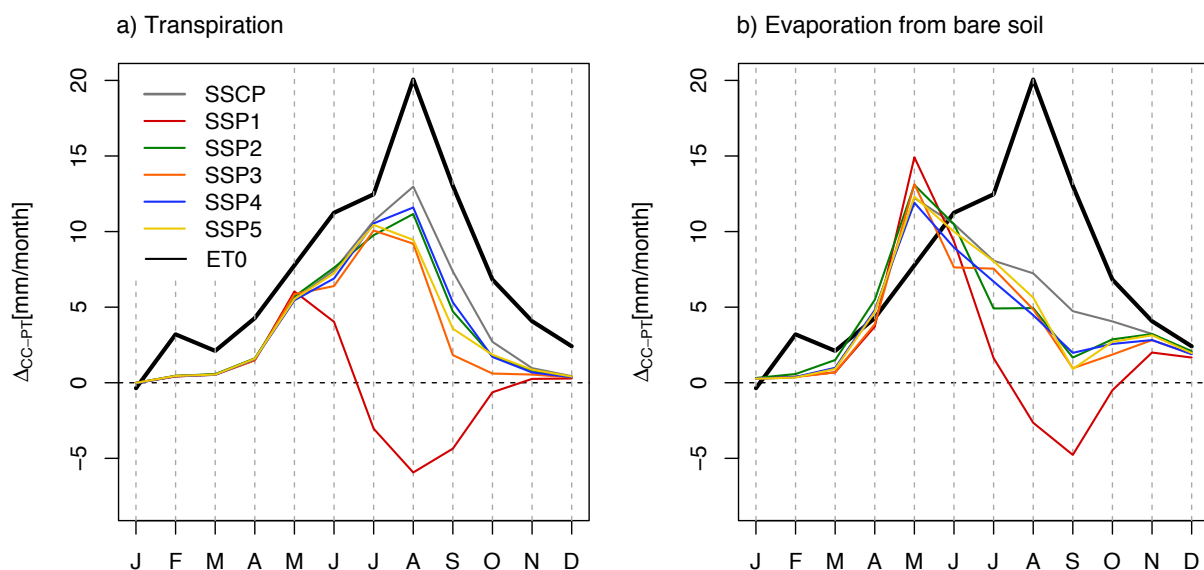 a) Transpiration
b) Evaporation from bare soil
ΔCC−PT[mm/month]
20
15
10
5
0
−5
SSCP
SSP1
SSP2
SSP3
SSP4
SSP5
ET0
J F M A M J J A S O N D
ΔCC−PT[mm/month]
20
15
10
5
0
−5
J F M A M J J A S O N D